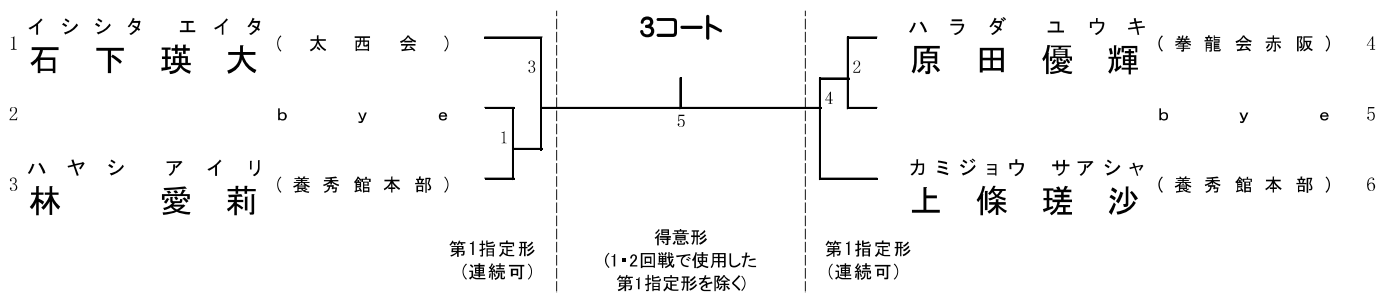 3コート
イシシタ エイタ
1 石下 瑛大 (太西会)
2 bye
ハヤシ アイリ
3 林 愛莉 (養秀館本部)
3
1
5
2
4
ハラダ ユウキ
原田 優輝 (拳龍会赤阪) 4
bye 5
カミジョウ サアシャ
上條 瑳沙 (養秀館本部) 6
第1指定形
(連続可)
得意形
(1・2回戦で使用した
第1指定形を除く)
第1指定形
(連続可)